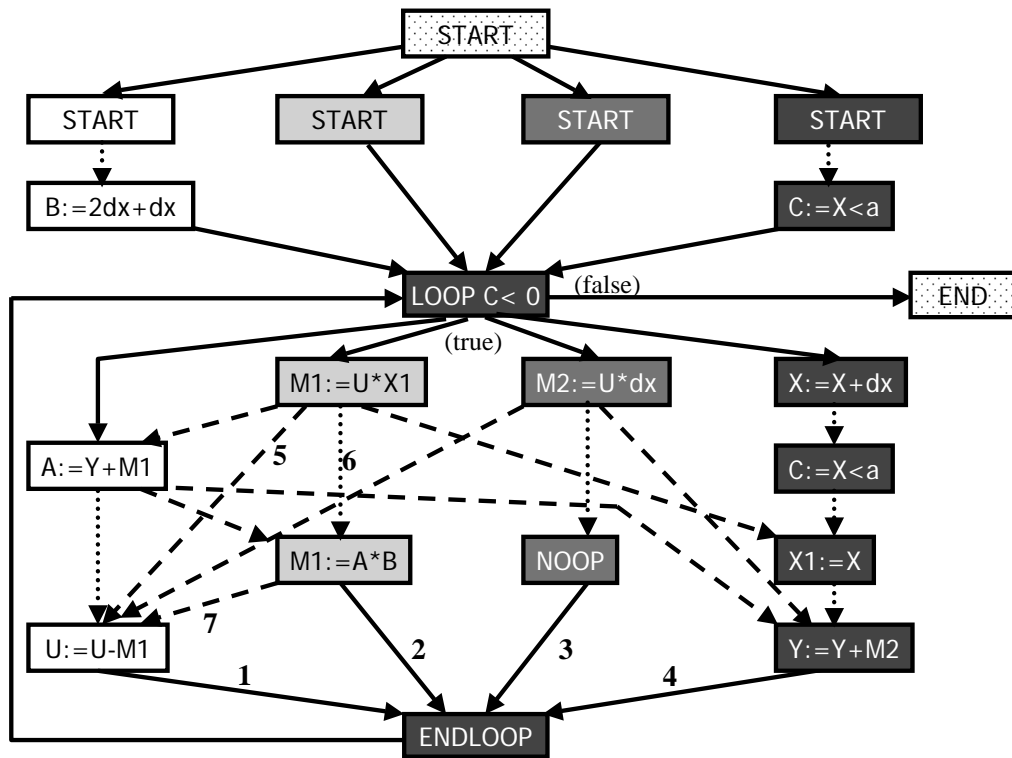 START
START
START
START
START
B:=2dx+dx
C:=X<a
LOOP C< 0
(false)
END
(true)
M1:=U*X1
M2:=U*dx
X:=X+dx
A:=Y+M1
5
6
C:=X<a
M1:=A*B
NOOP
X1:=X
7
U:=U-M1
2
3
Y:=Y+M2
1
4
ENDLOOP